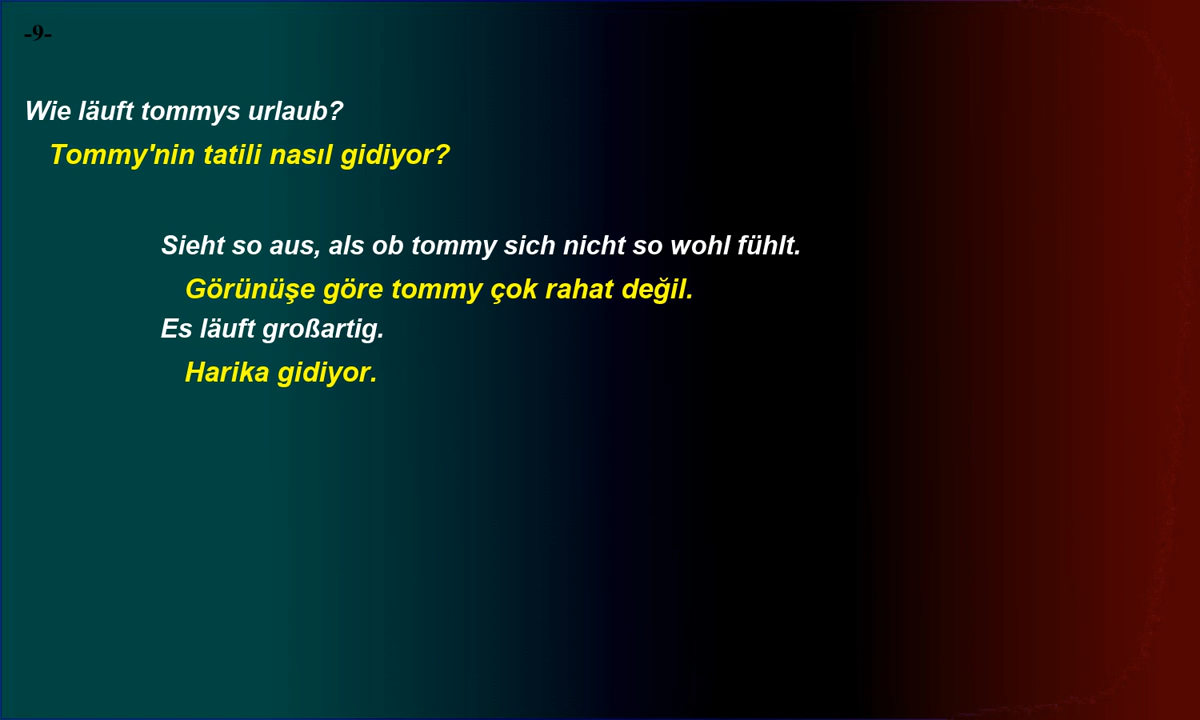 -9-
Wie läuft tommys urlaub?
Tommy'nin tatili nasıl gidiyor?
Sieht so aus, als ob tommy sich nicht so wohl fühlt.
Görünüşe göre tommy çok rahat değil.
Es läuft großartig.
Harika gidiyor.